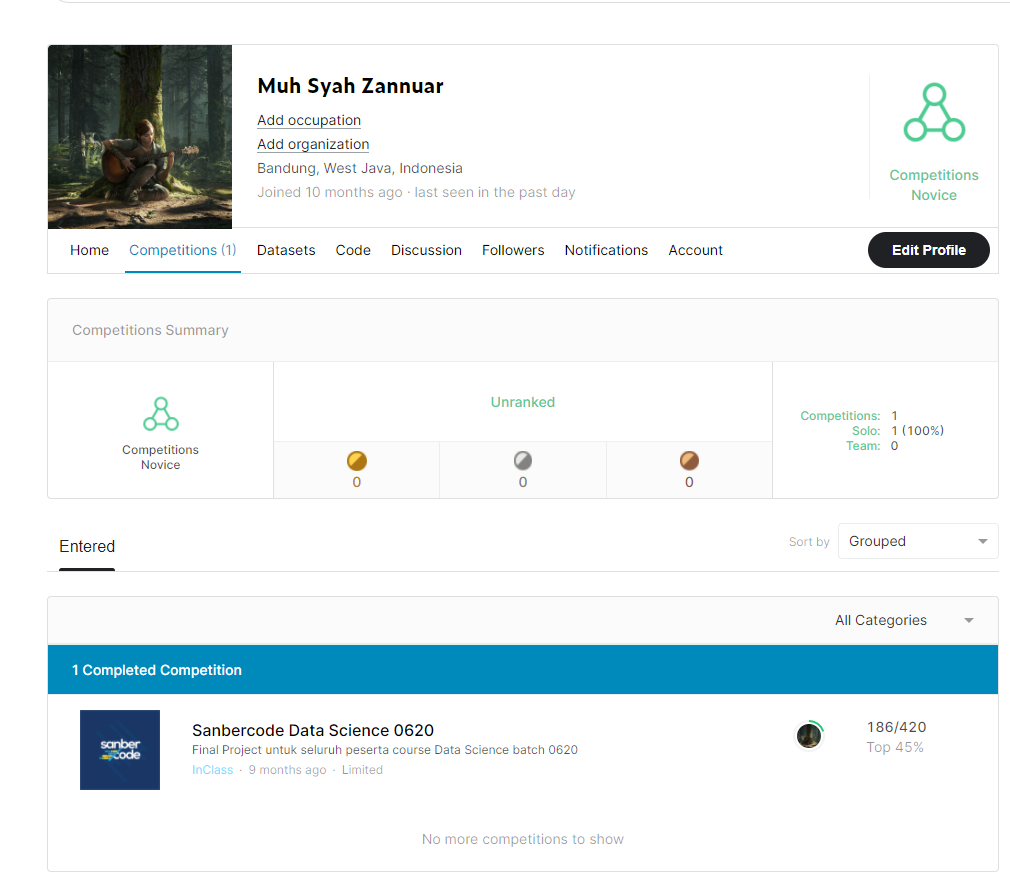 Muh Syah Zannuar
Add occupation
Add organization
Bandung, West Java, Indonesia
Joined 10 months ago · last seen in the past day
Competitions
Novice
Home Competitions (1) Datasets Code Discussion Followers Notifications Account Edit Profile
Competitions Summary
Competitions
Novice
Unranked
0 0 0
Competitions: 1
Solo: 1 (100%)
Team: 0
Entered
Sort by Grouped
All Categories
1 Completed Competition
sanber
code
Sanbercode Data Science 0620
Final Project untuk seluruh peserta course Data Science batch 0620
InClass · 9 months ago · Limited
186/420
Top 45%
No more competitions to show